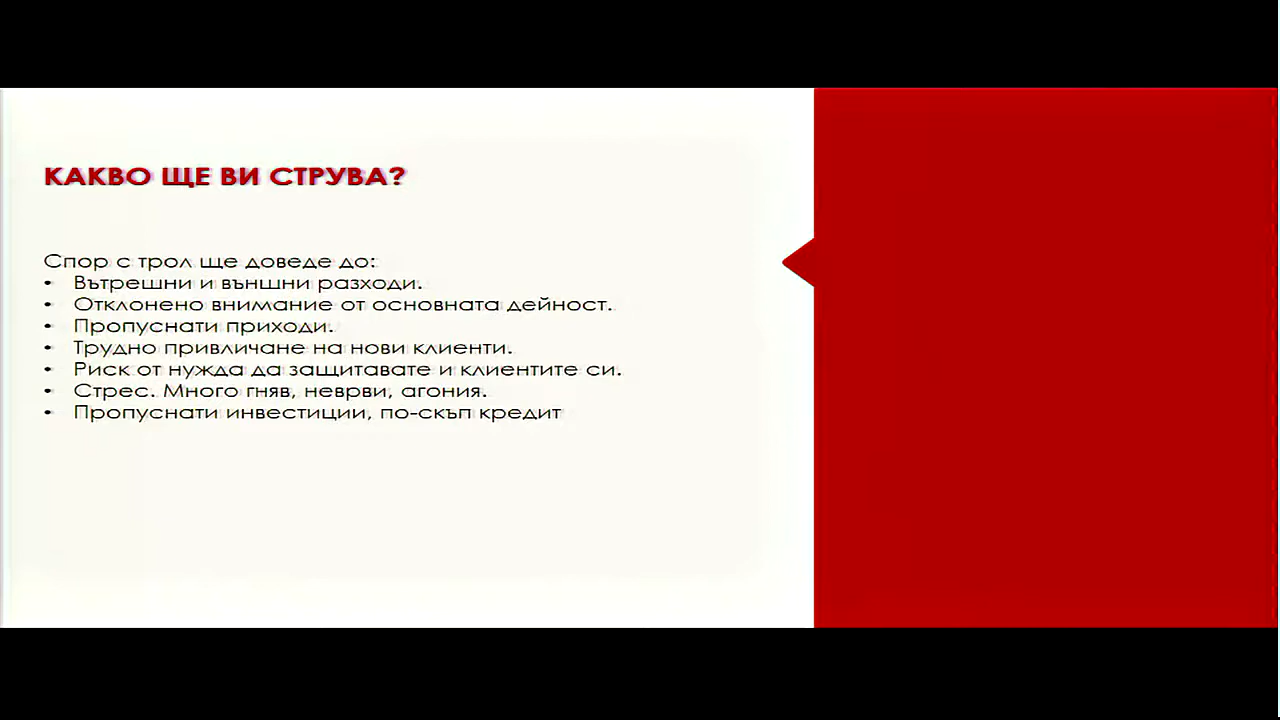 КАКВО ЩЕ ВИ СТРУВА?
Спор с трол ще доведе до:
• Вътрешни и външни разходи.
• Отклонено внимание от основната дейност.
• Пропуснати приходи.
• Трудно привличане на нови клиенти.
• Риск от нужда да защитавате и клиентите си.
• Стрес. Много гняв, неврви, агония.
• Пропуснати инвестиции, по-скъп кредит